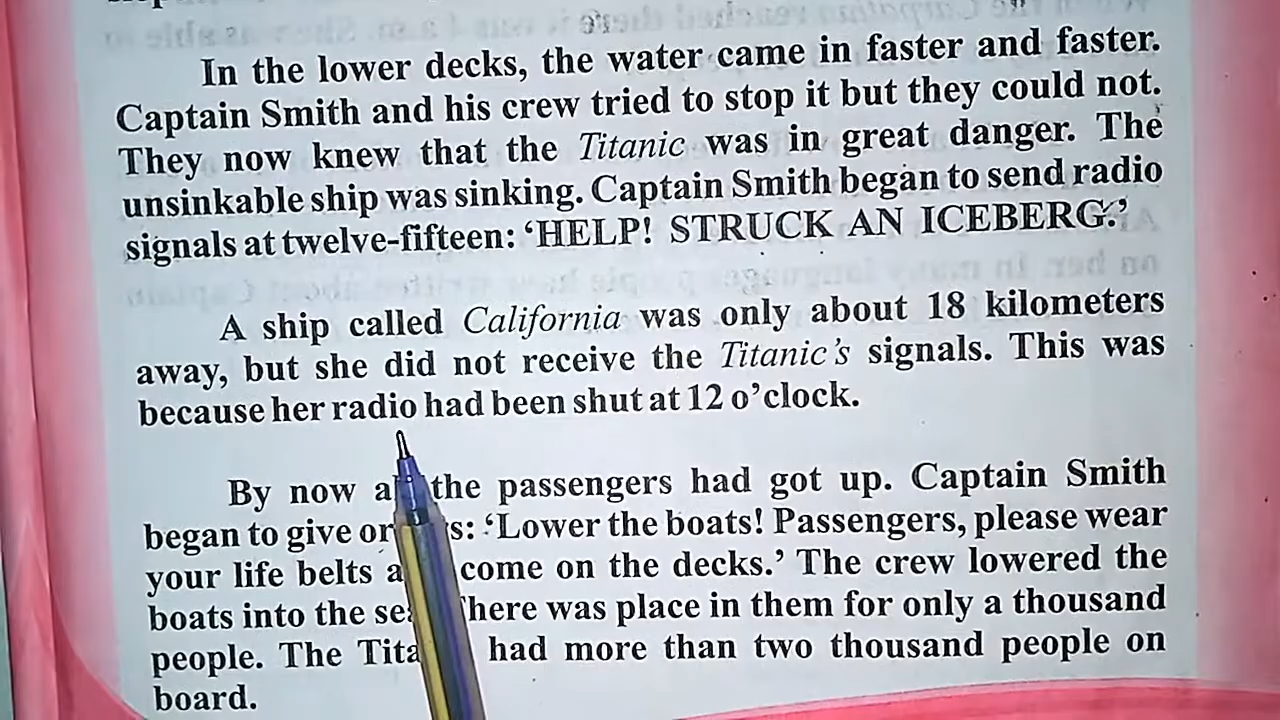 In the lower decks, the water came in faster and faster.
Captain Smith and his crew tried to stop it but they could not.
They now knew that the Titanic was in great danger. The
unsinkable ship was sinking. Captain Smith began to send radio
signals at twelve-fifteen: ‘HELP! STRUCK AN ICEBERG.’
A ship called California was only about 18 kilometers
away, but she did not receive the Titanic’s signals. This was
because her radio had been shut at 12 o’clock.
By now the passengers had got up. Captain Smith
began to give ‘Lower the boats! Passengers, please wear
your life belts come on the decks.’ The crew lowered the
boats into the There was place in them for only a thousand
people. The had more than two thousand people on
board.